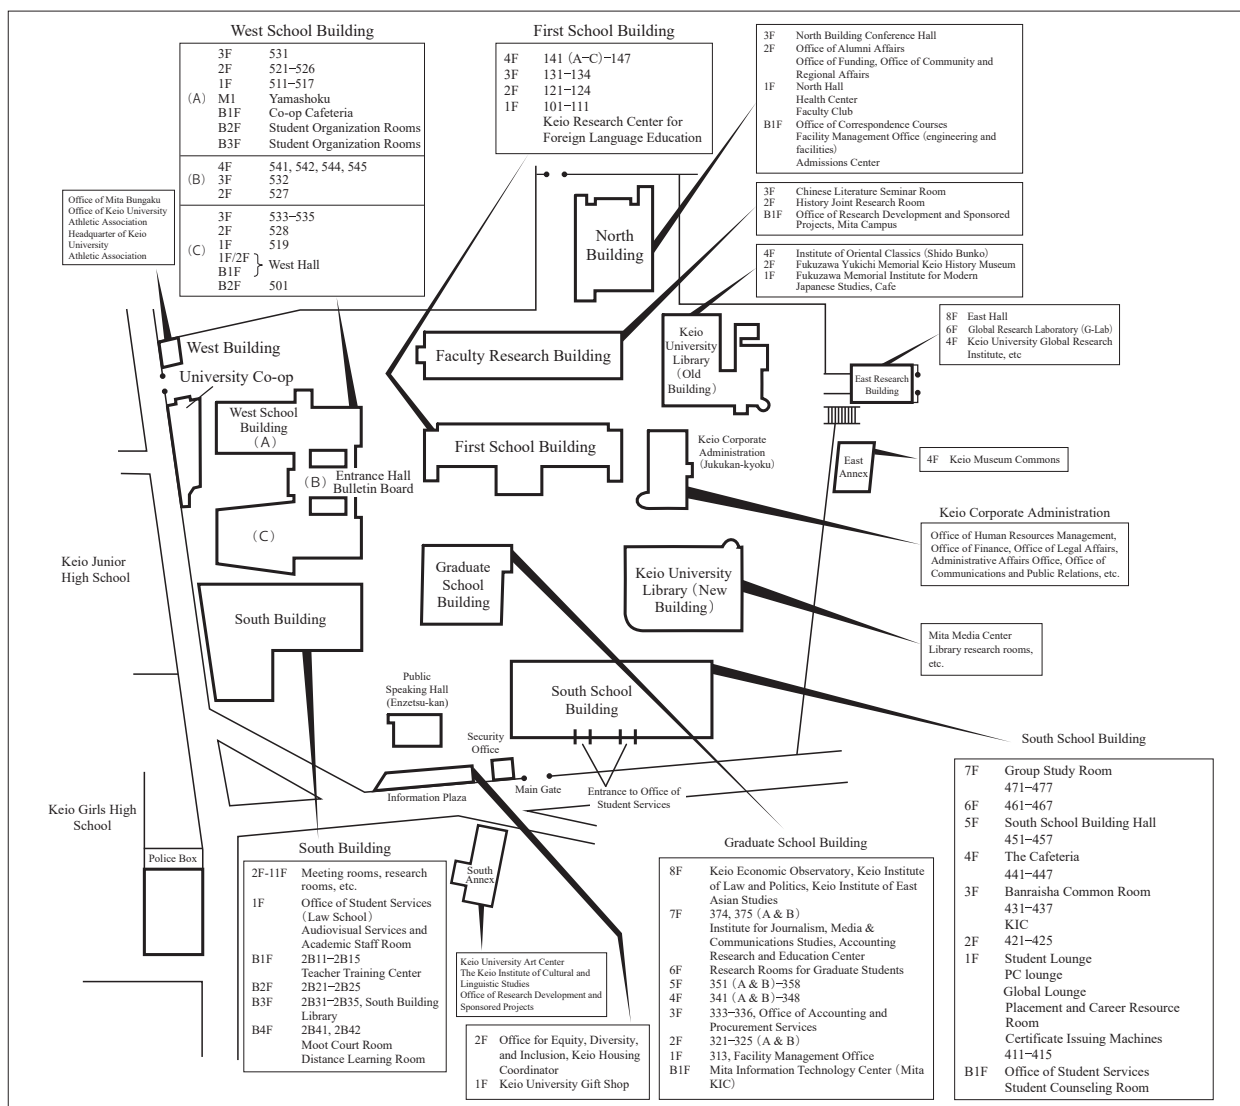 West School Building
(A)
3F 531
2F 521–526
1F 511–517
M1 Yamashoku
B1F Co-op Cafeteria
B2F Student Organization Rooms
B3F Student Organization Rooms
(B)
4F 541, 542, 544, 545
3F 532
2F 527
(C)
3F 533–535
2F 528
1F 519
1F/2F
B1F
West Hall
B2F 501
First School Building
4F 141 (A–C)–147
3F 131–134
2F 121–124
1F 101–111
Keio Research Center for
Foreign Language Education
3F North Building Conference Hall
2F Office of Alumni Affairs
Office of Funding, Office of Community and
Regional Affairs
1F North Hall
Health Center
Faculty Club
B1F Office of Correspondence Courses
Facility Management Office (engineering and
facilities)
Admissions Center
3F Chinese Literature Seminar Room
2F History Joint Research Room
B1F Office of Research Development and Sponsored
Projects, Mita Campus
4F Institute of Oriental Classics (Shido Bunko)
2F Fukuzawa Yukichi Memorial Keio History Museum
1F Fukuzawa Memorial Institute for Modern
Japanese Studies, Cafe
8F East Hall
6F Global Research Laboratory (G-Lab)
4F Keio University Global Research
Institute, etc
Office of Mita Bungaku
Office of Keio University
Athletic Association
Headquarter of Keio
University
Athletic Association
North
Building
West Building
University Co-op
Faculty Research Building
Keio
University
Library
(Old
Building)
East Research
Building
West School
Building
(A)
(B)
Entrance Hall
Bulletin Board
(C)
First School Building
Keio Corporate
Administration
(Jukukan-kyoku)
East
Annex
4F Keio Museum Commons
Keio Corporate Administration
Office of Human Resources Management,
Office of Finance, Office of Legal Affairs,
Administrative Affairs Office, Office of
Communications and Public Relations, etc.
Keio Junior
High School
Graduate
School
Building
Keio University
Library (New
Building)
South Building
Mita Media Center
Library research rooms,
etc.
Public
Speaking Hall
(Enzetsu-kan)
South School
Building
Security
Office
Information Plaza
Main Gate
Entrance to Office of
Student Services
Keio Girls High
School
Police Box
South
Annex
South Building
2F-11F Meeting rooms, research
rooms, etc.
1F Office of Student Services
(Law School)
Audiovisual Services and
Academic Staff Room
B1F 2B11–2B15
Teacher Training Center
B2F 2B21–2B25
B3F 2B31–2B35, South Building
Library
B4F 2B41, 2B42
Moot Court Room
Distance Learning Room
Keio University Art Center
The Keio Institute of Cultural and
Linguistic Studies
Office of Research Development and
Sponsored Projects
2F Office for Equity, Diversity,
and Inclusion, Keio Housing
Coordinator
1F Keio University Gift Shop
Graduate School Building
8F Keio Economic Observatory, Keio Institute
of Law and Politics, Keio Institute of East
Asian Studies
7F 374, 375 (A & B)
Institute for Journalism, Media &
Communications Studies, Accounting
Research and Education Center
6F Research Rooms for Graduate Students
5F 351 (A & B)–358
4F 341 (A & B)–348
3F 333–336, Office of Accounting and
Procurement Services
2F 321–325 (A & B)
1F 313, Facility Management Office
B1F Mita Information Technology Center (Mita
KIC)
South School Building
7F Group Study Room
471–477
6F 461–467
5F South School Building Hall
451–457
4F The Cafeteria
441–447
3F Banraisha Common Room
431–437
KIC
2F 421–425
1F Student Lounge
PC lounge
Global Lounge
Placement and Career Resource
Room
Certificate Issuing Machines
411–415
B1F Office of Student Services
Student Counseling Room